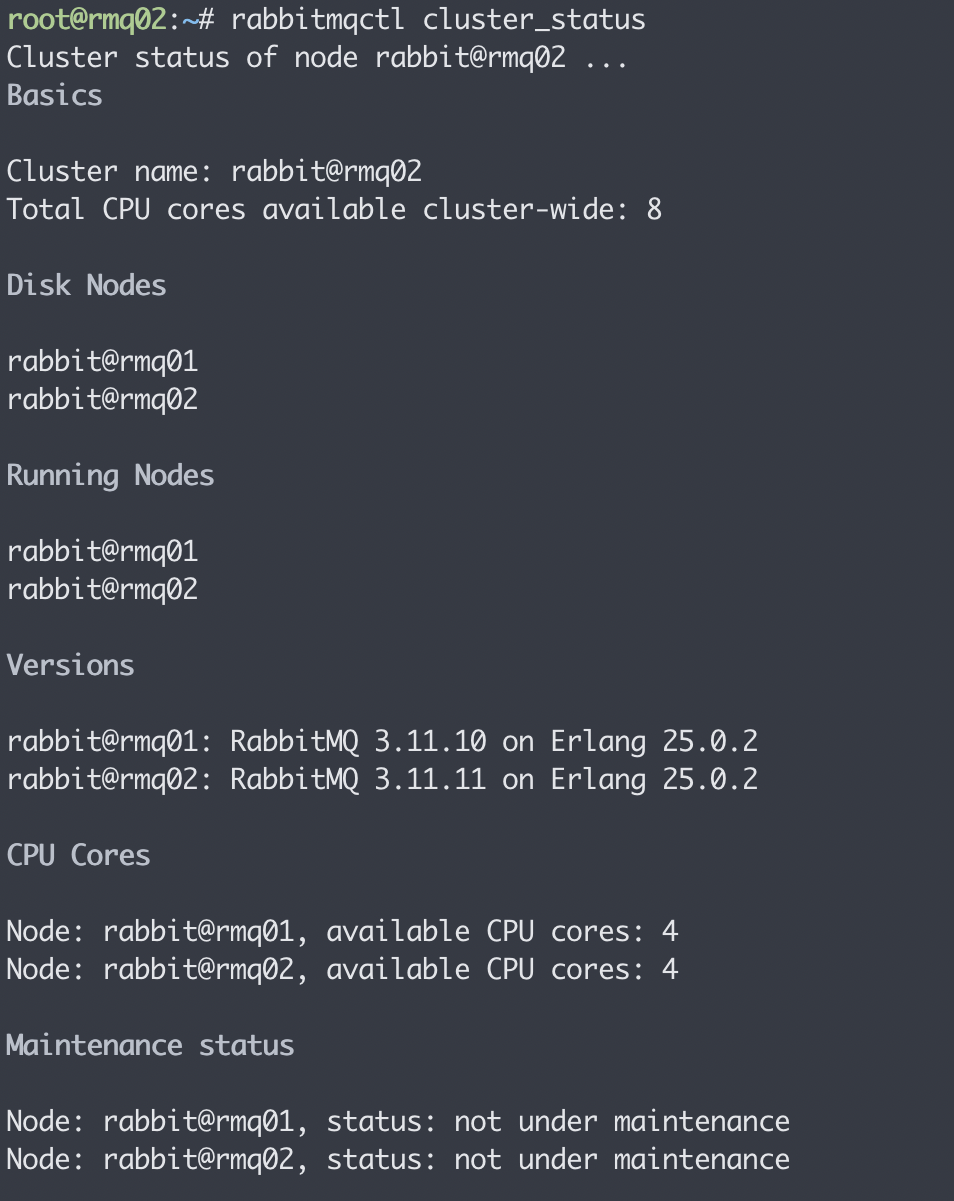 root@rmq02:~# rabbitmqctl cluster_status
Cluster status of node rabbit@rmq02 ...
Basics
Cluster name: rabbit@rmq02
Total CPU cores available cluster-wide: 8
Disk Nodes
rabbit@rmq01
rabbit@rmq02
Running Nodes
rabbit@rmq01
rabbit@rmq02
Versions
rabbit@rmq01: RabbitMQ 3.11.10 on Erlang 25.0.2
rabbit@rmq02: RabbitMQ 3.11.11 on Erlang 25.0.2
CPU Cores
Node: rabbit@rmq01, available CPU cores: 4
Node: rabbit@rmq02, available CPU cores: 4
Maintenance status
Node: rabbit@rmq01, status: not under maintenance
Node: rabbit@rmq02, status: not under maintenance